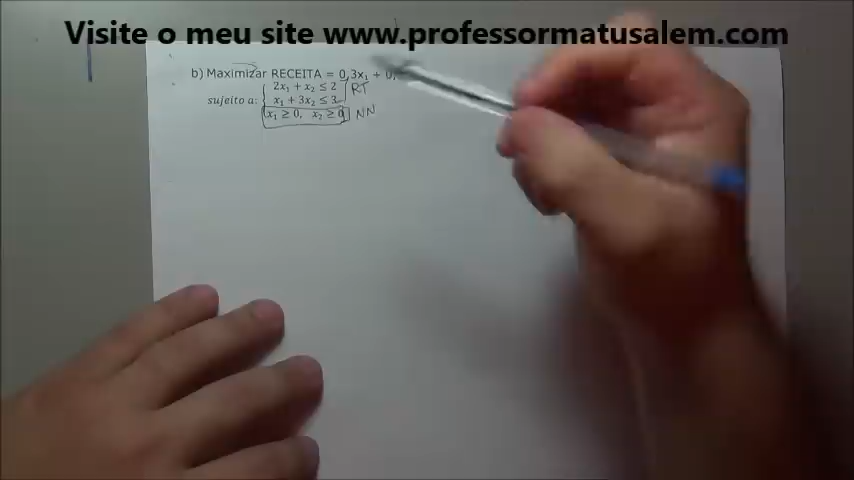 Visite o meu site www.professormatusalem.com
b) Maximizar RECEITA = 0,3x₁ + 0,
2x₁ + x₂ ≤ 2 RT
sujeito a: x₁ + 3x₂ ≤ 3
x₁ ≥ 0, x₂ ≥ 0 NN